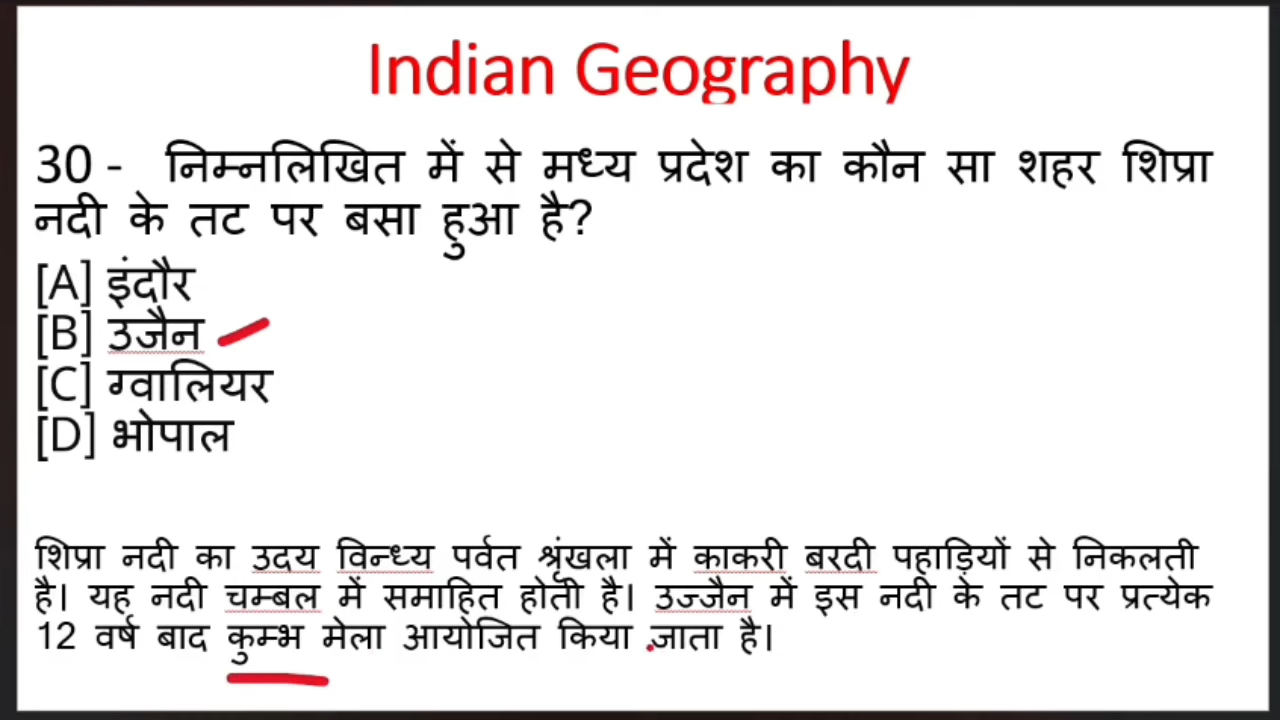 Indian Geography
30 - निम्नलिखित में से मध्य प्रदेश का कौन सा शहर शिप्रा
नदी के तट पर बसा हुआ है?
[A] इंदौर
[B] उजैन
[C] ग्वालियर
[D] भोपाल
शिप्रा नदी का उदय विन्ध्य पर्वत श्रृंखला में काकरी बरदी पहाड़ियों से निकलती
है। यह नदी चम्बल में समाहित होती है। उज्जैन में इस नदी के तट पर प्रत्येक
12 वर्ष बाद कुम्भ मेला आयोजित किया जाता है।